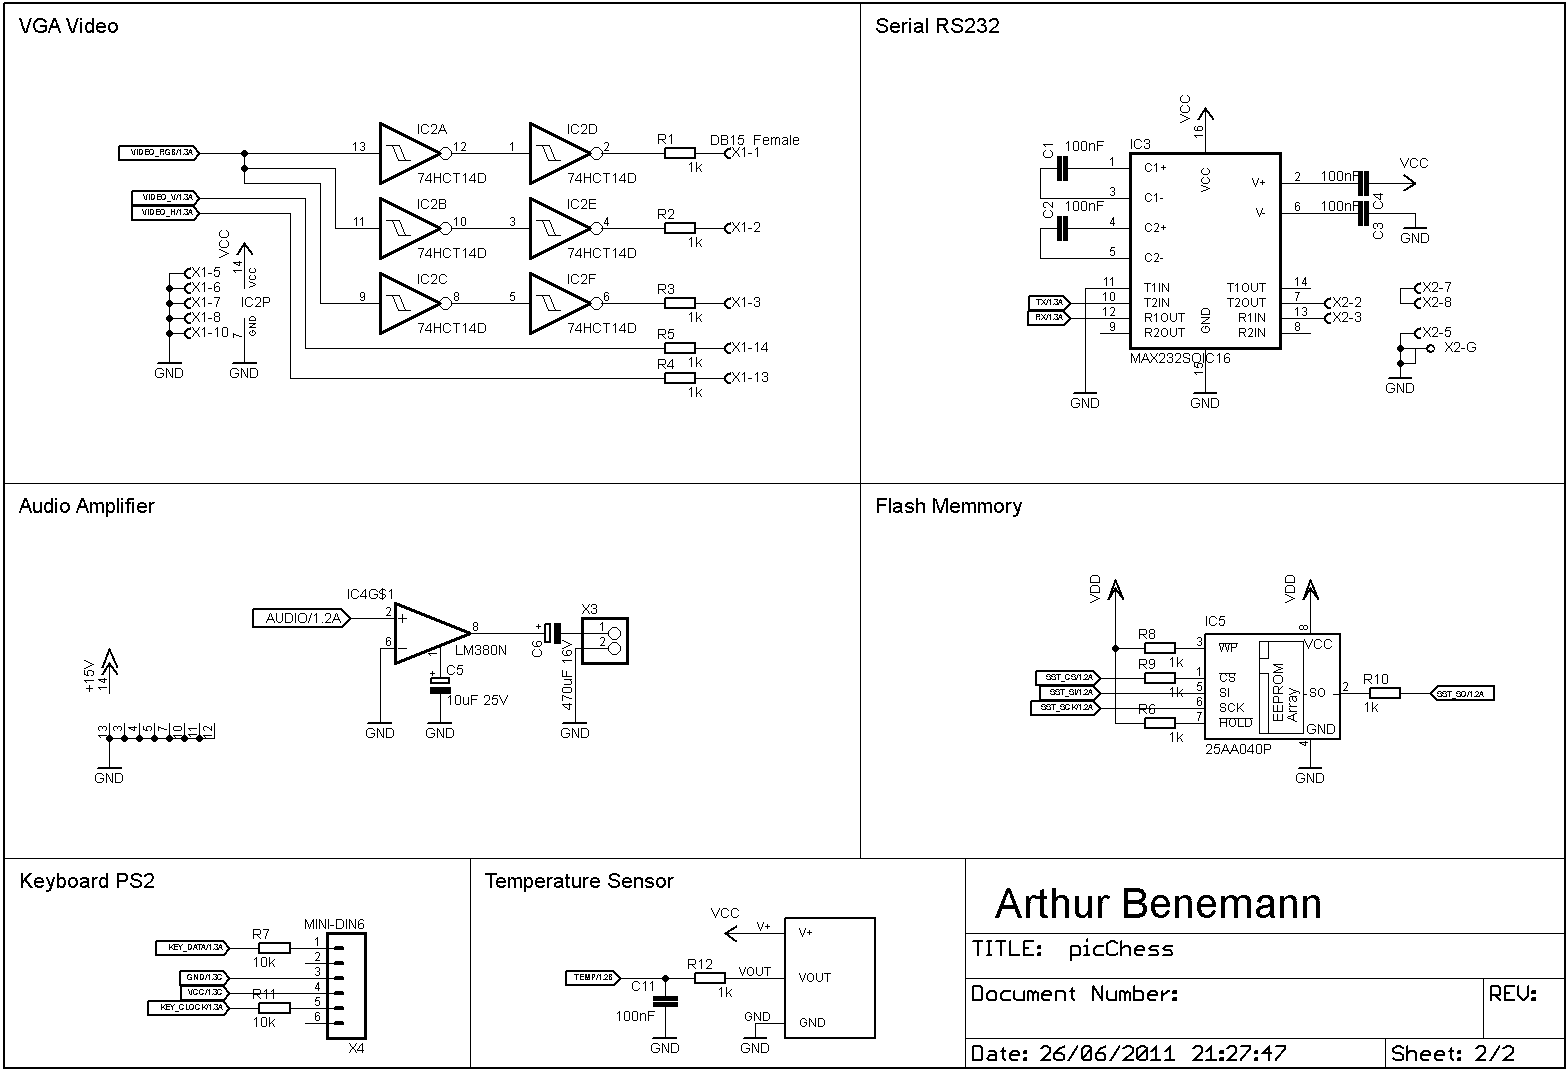 VGA Video
VIDEO_RGB/1.3A
VIDEO_V/1.3A
VIDEO_H/1.3A
13 IC2A 12
74HCT14D
1 IC2D 2
74HCT14D
R1
1k
DB15 Female
X1-1
11 IC2B 10
74HCT14D
3 IC2E 4
74HCT14D
R2
1k
X1-2
9 IC2C 8
74HCT14D
5 IC2F 6
74HCT14D
R3
1k
X1-3
R5
1k
X1-14
R4
1k
X1-13
X1-5
X1-6
X1-7
X1-8
X1-10
GND
VCC
14
VCC
IC2P
7
GND
GND
Serial RS232
VCC
16
IC3
C1
100nF
C2
100nF
1 C1+
3 C1-
4 C2+
5 C2-
11 T1IN
10 T2IN
12 R1OUT
9 R2OUT
VCC
GND
V+ 2
V- 6
T1OUT 14
T2OUT 7
R1IN 13
R2IN 8
MAX232SOIC16
15
TX/1.3A
RX/1.3A
GND
GND
100nF
C4
VCC
100nF
C3
GND
X2-2
X2-3
X2-7
X2-8
X2-5
X2-G
GND
Audio Amplifier
AUDIO/1.2A
IC4G$1
2
+
6
-
1
8
LM380N
+
C5
10uF 25V
+
C6
470uF 16V
X3
1
2
GND
GND
GND
+15V
14
13 3 4 5 7 10 11 12
GND
Flash Memmory
VDD
VDD
IC5
8
R8
1k
R9
1k
R6
1k
3 WP
1 CS
5 SI
6 SCK
7 HOLD
VCC
EEPROM
Array
SO 2
GND
4
25AA040P
SST_CS/1.2A
SST_SI/1.2A
SST_SCK/1.2A
R10
1k
SST_SO/1.2A
GND
Keyboard PS2
MINI-DIN6
KEY_DATA/1.3A
GND/1.3C
VCC/1.3C
KEY_CLOCK/1.3A
R7
10k
R11
10k
1
2
3
4
5
6
X4
Temperature Sensor
VCC
V+
V+
TEMP/1.2B
R12
1k
VOUT
VOUT
C11
100nF
GND
GND
GND
GND
Arthur Benemann
TITLE: picChess
Document Number:
REV:
Date: 26/06/2011 21:27:47
Sheet: 2/2